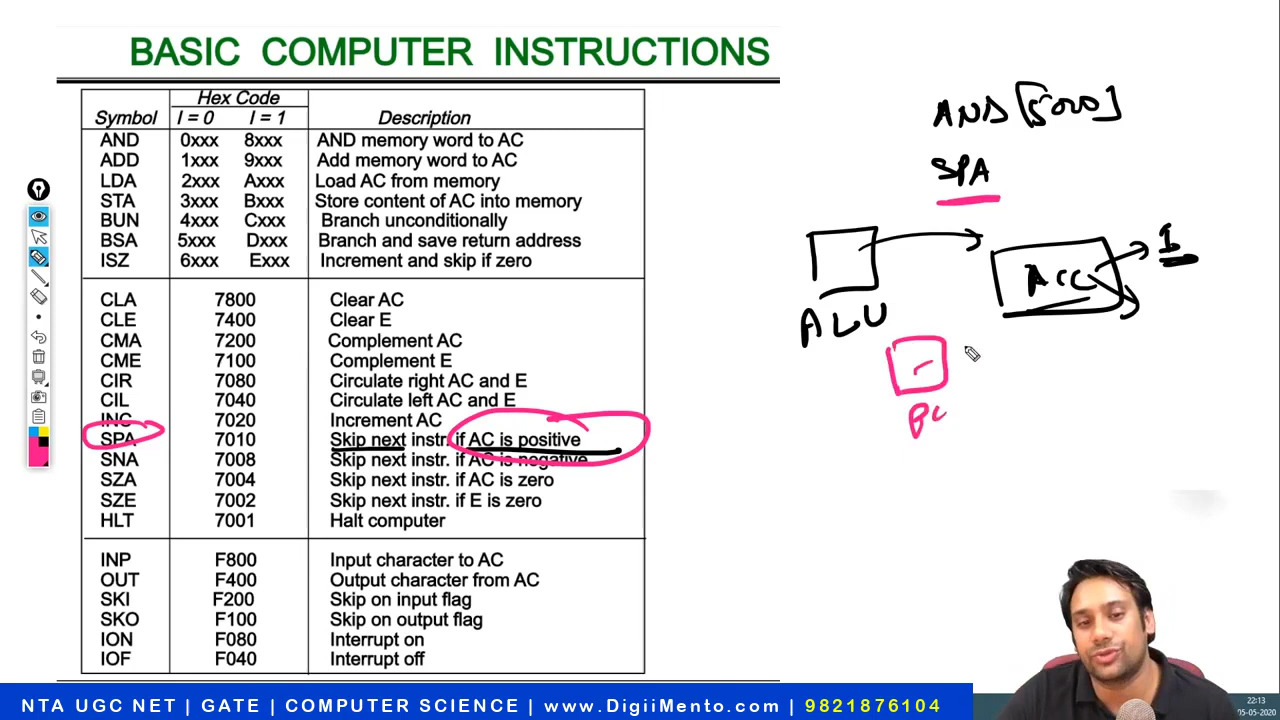 BASIC COMPUTER INSTRUCTIONS
Hex Code
Symbol I = 0 I = 1 Description
AND 0xxx 8xxx AND memory word to AC
ADD 1xxx 9xxx Add memory word to AC
LDA 2xxx Axxx Load AC from memory
STA 3xxx Bxxx Store content of AC into memory
BUN 4xxx Cxxx Branch unconditionally
BSA 5xxx Dxxx Branch and save return address
ISZ 6xxx Exxx Increment and skip if zero
CLA 7800 Clear AC
CLE 7400 Clear E
CMA 7200 Complement AC
CME 7100 Complement E
CIR 7080 Circulate right AC and E
CIL 7040 Circulate left AC and E
INC 7020 Increment AC
SPA 7010 Skip next instr. if AC is positive
SNA 7008 Skip next instr. if AC is negative
SZA 7004 Skip next instr. if AC is zero
SZE 7002 Skip next instr. if E is zero
HLT 7001 Halt computer
INP F800 Input character to AC
OUT F400 Output character from AC
SKI F200 Skip on input flag
SKO F100 Skip on output flag
ION F080 Interrupt on
IOF F040 Interrupt off
AND [5000]
SPA
ACC
ALU
NTA UGC NET | GATE | COMPUTER SCIENCE | www.DigiiMento.com | 9821876104
22:13
05-05-2020